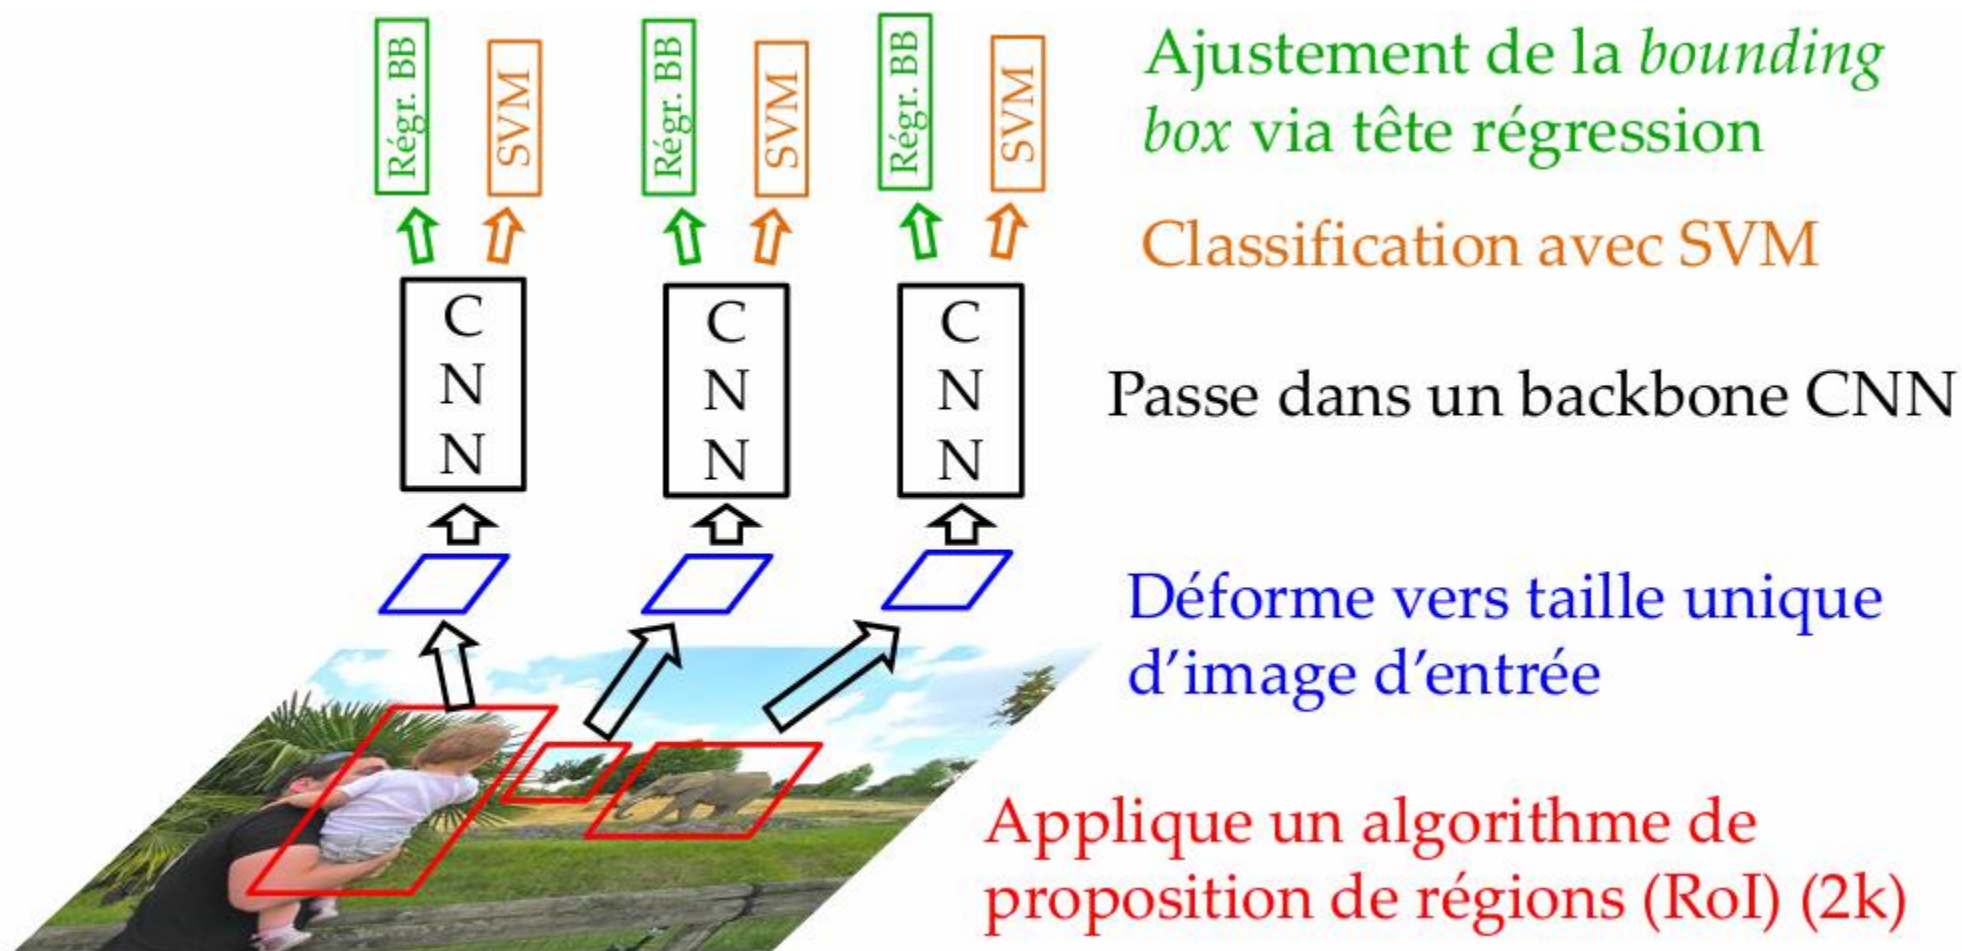 Régr. BB
SVM
Régr. BB
SVM
Régr. BB
SVM
Ajustement de la bounding
box via tête régression
Classification avec SVM
C
N
N
C
N
N
C
N
N
Passe dans un backbone CNN
Déforme vers taille unique
d'image d'entrée
Applique un algorithme de
proposition de régions (RoI) (2k)